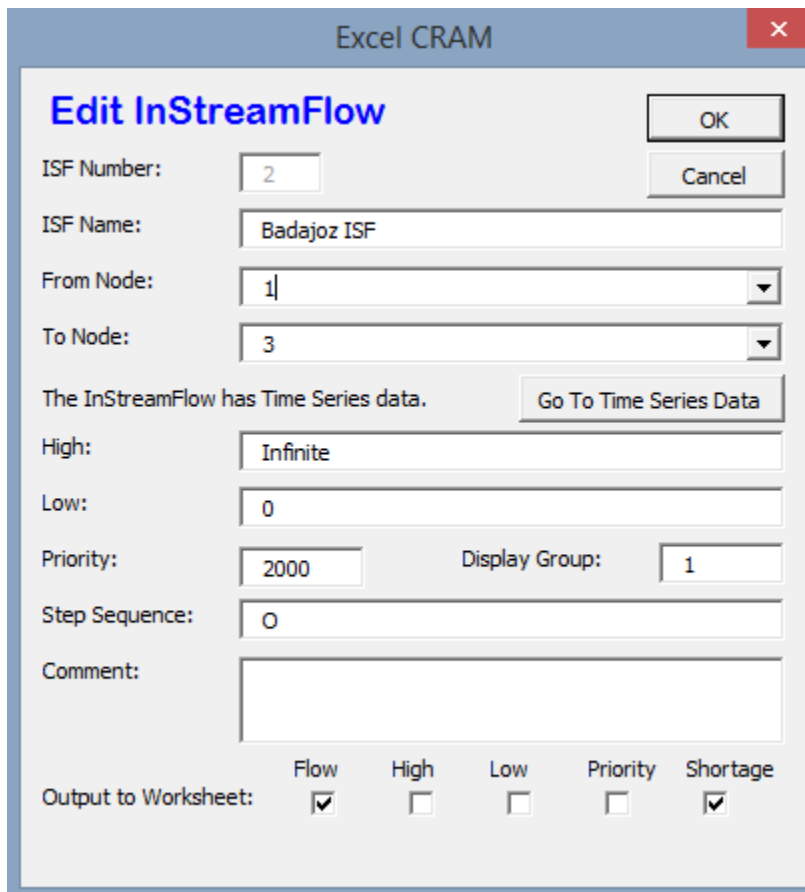 Excel CRAM
Edit InStreamFlow
OK
ISF Number: 2
Cancel
ISF Name: Badajoz ISF
From Node: 1
To Node: 3
The InStreamFlow has Time Series data. Go To Time Series Data
High: Infinite
Low: 0
Priority: 2000 Display Group: 1
Step Sequence: O
Comment:
Flow High Low Priority Shortage
Output to Worksheet: